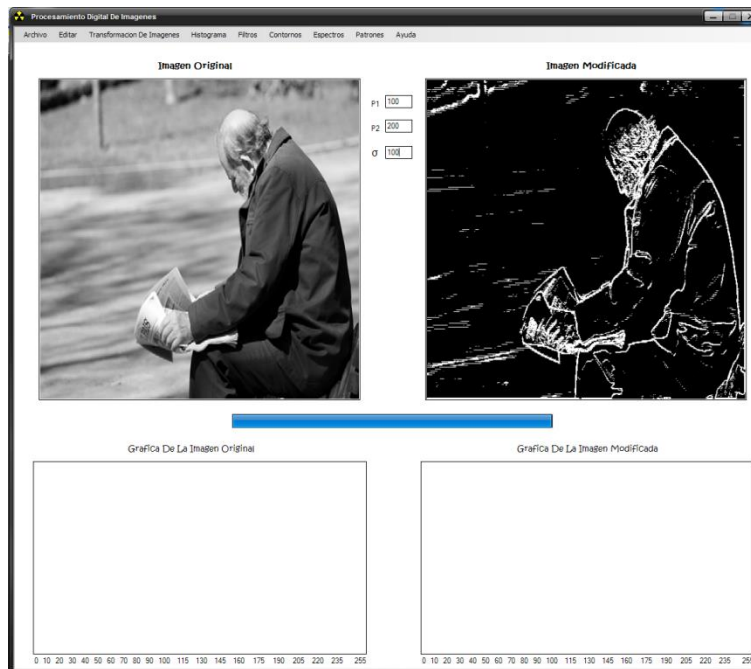 Procesamiento Digital De Imagenes
Archivo Editar Transformacion De Imagenes Histograma Filtros Contornos Espectros Patrones Ayuda
Imagen Original Imagen Modificada
P1 100
P2 200
σ 100
Grafica De La Imagen Original Grafica De La Imagen Modificada
0 10 20 30 40 50 60 70 80 90 100 115 130 145 160 175 190 205 220 235 255 0 10 20 30 40 50 60 70 80 90 100 115 130 145 160 175 190 205 220 235 255